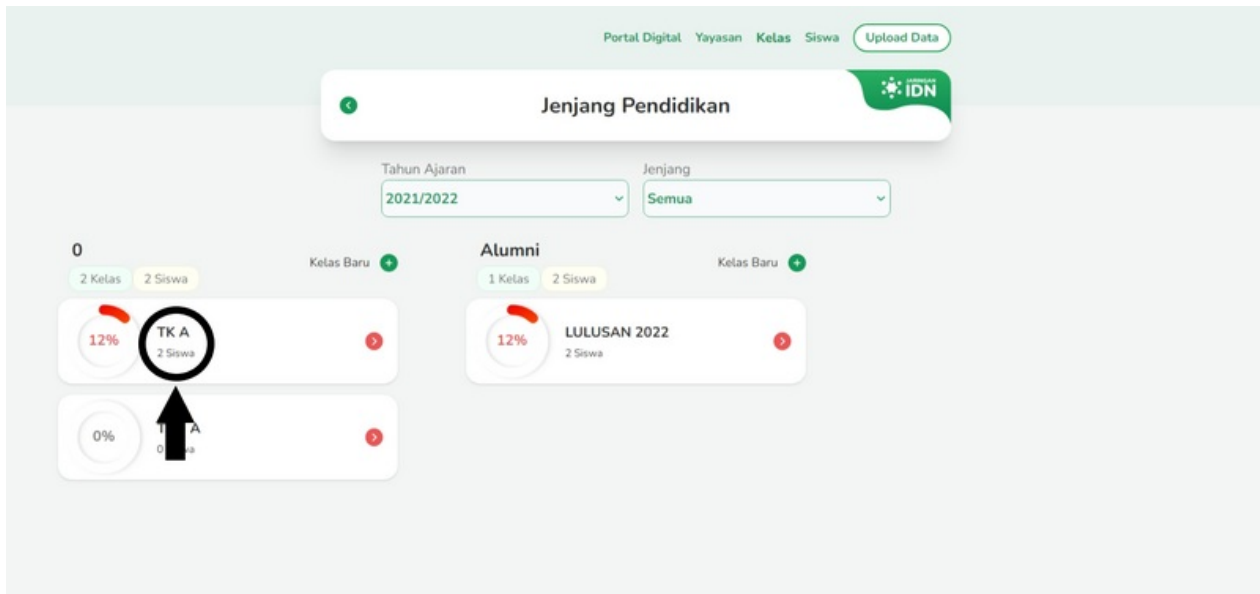 Portal Digital Yayasan Kelas Siswa Upload Data
Jenjang Pendidikan
JARINGAN
IDN
Tahun Ajaran
2021/2022
Jenjang
Semua
0
2 Kelas 2 Siswa
Kelas Baru
12%
TK A
2 Siswa
0%
A
0
Alumni
1 Kelas 2 Siswa
Kelas Baru
12%
LULUSAN 2022
2 Siswa